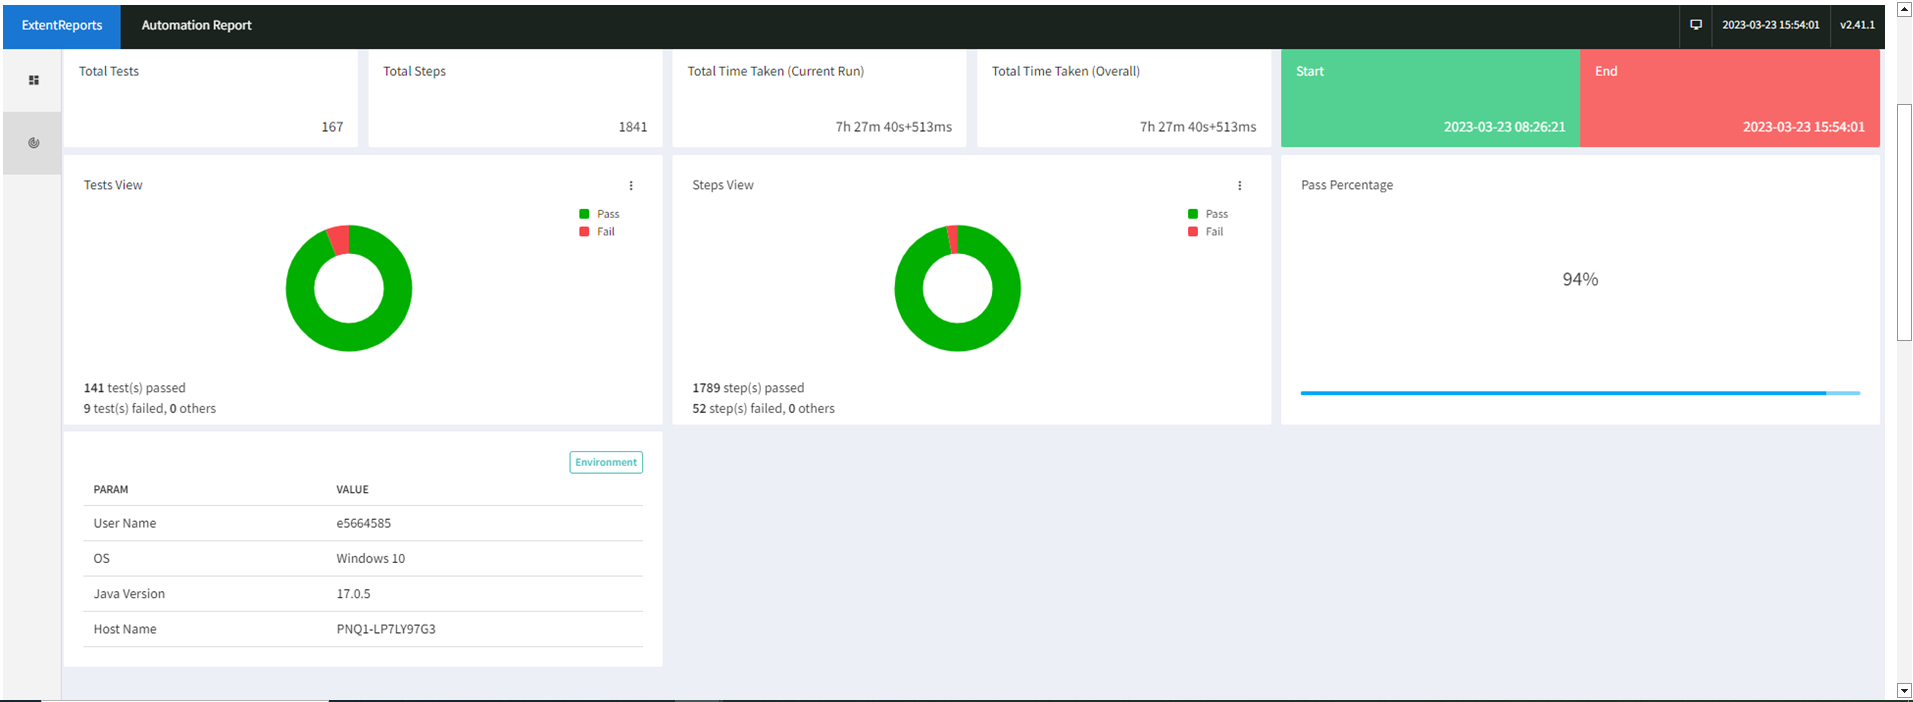 ExtentReports Automation Report 2023-03-23 15:54:01 v2.41.1
Total Tests
167
Total Steps
1841
Total Time Taken (Current Run)
7h 27m 40s+513ms
Total Time Taken (Overall)
7h 27m 40s+513ms
Start
2023-03-23 08:26:21
End
2023-03-23 15:54:01
Tests View
Pass
Fail
141 test(s) passed
9 test(s) failed, 0 others
Steps View
Pass
Fail
1789 step(s) passed
52 step(s) failed, 0 others
Pass Percentage
94%
Environment
PARAM VALUE
User Name e5664585
OS Windows 10
Java Version 17.0.5
Host Name PNQ1-LP7LY97G3